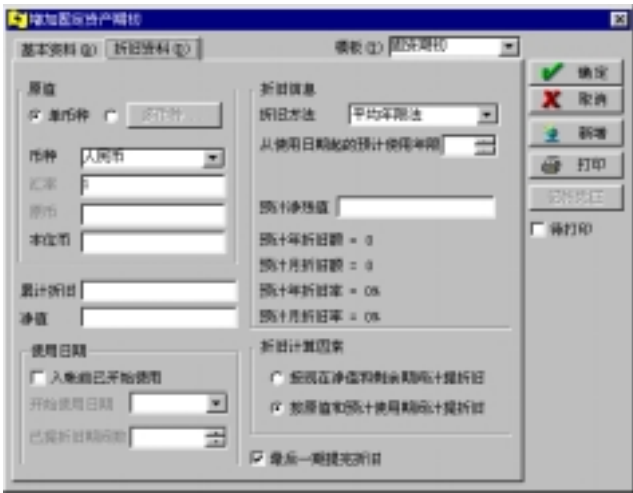 增加固定资产期初
基本资料(Q) 折旧资料(D)
模板(I) 固资期初
原值
单币种
多币种...
币种 人民币
汇率 1
原币
本位币
累计折旧
净值
使用日期
入帐前已开始使用
开始使用日期
已提折旧期间数
折旧信息
折旧方法 平均年限法
从使用日期起的预计使用年限
预计净残值
预计年折旧额 = 0
预计月折旧额 = 0
预计年折旧率 = 0%
预计月折旧率 = 0%
折旧计算因素
按现在净值和剩余期间计提折旧
按原值和预计使用期间计提折旧
最后一期提完折旧
确定
取消
新增
打印
待打印